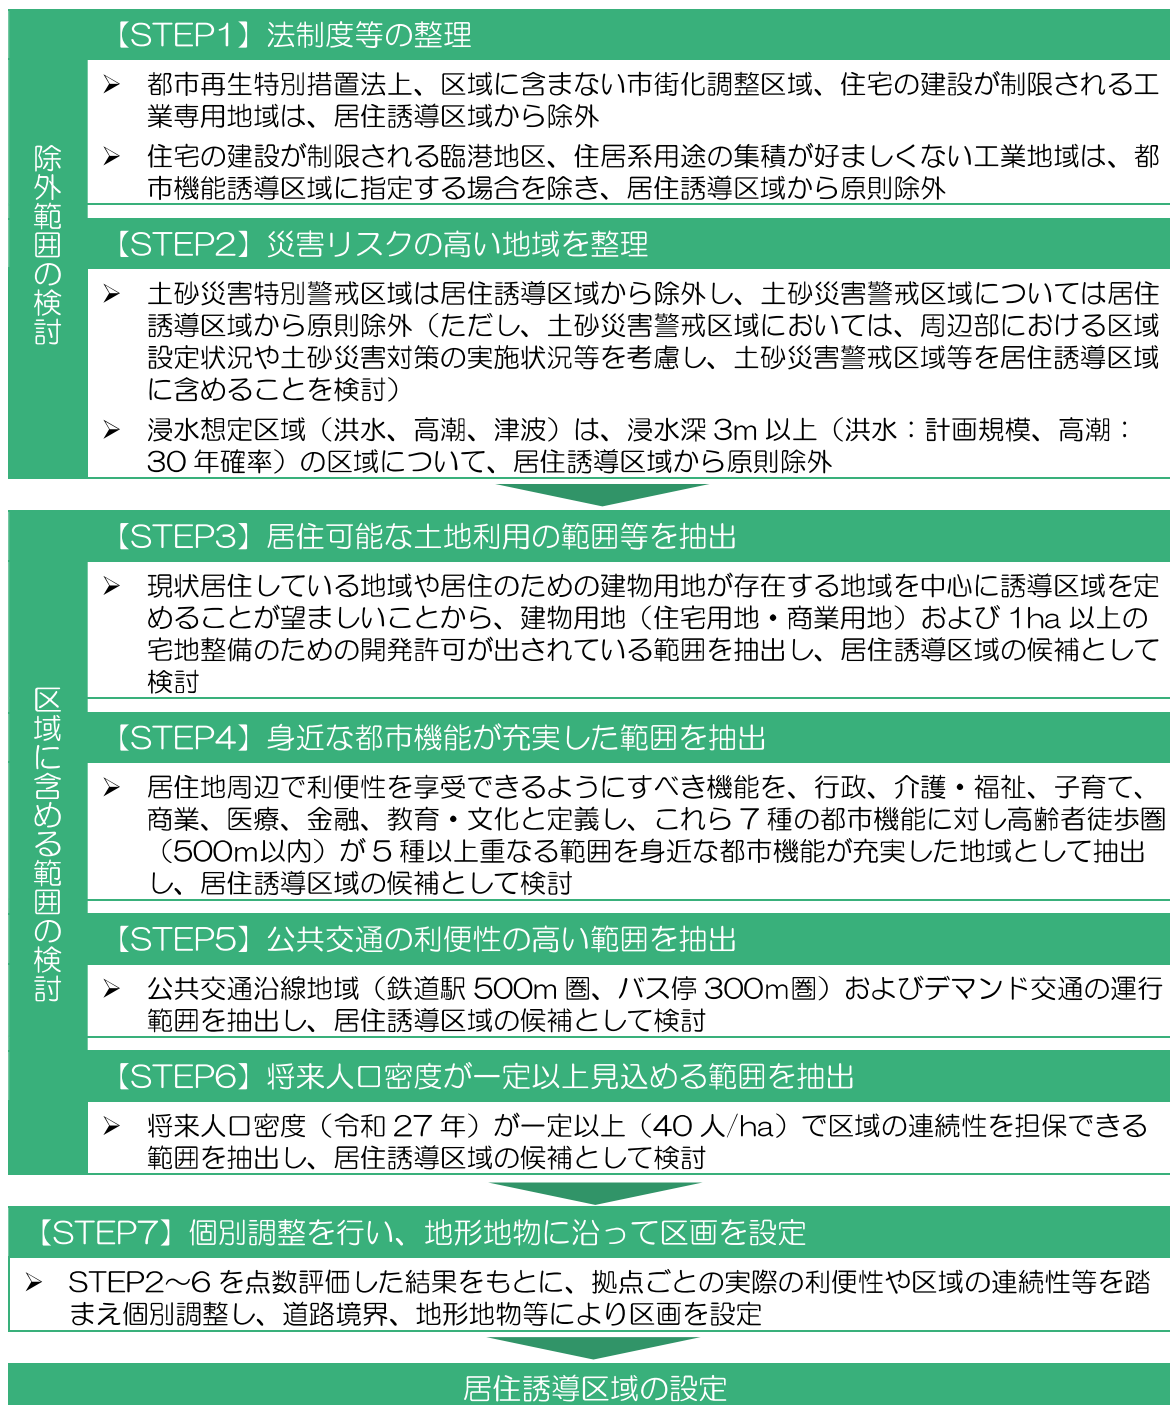 【STEP1】法制度等の整理
除外範囲の検討
➢ 都市再生特別措置法上、区域に含まない市街化調整区域、住宅の建設が制限される工
業専用地域は、居住誘導区域から除外
➢ 住宅の建設が制限される臨港地区、住居系用途の集積が好ましくない工業地域は、都
市機能誘導区域に指定する場合を除き、居住誘導区域から原則除外
【STEP2】災害リスクの高い地域を整理
➢ 土砂災害特別警戒区域は居住誘導区域から除外し、土砂災害警戒区域については居住
誘導区域から原則除外（ただし、土砂災害警戒区域においては、周辺部における区域
設定状況や土砂災害対策の実施状況等を考慮し、土砂災害警戒区域等を居住誘導区域
に含めることを検討）
➢ 浸水想定区域（洪水、高潮、津波）は、浸水深 3m 以上（洪水：計画規模、高潮：
30 年確率）の区域について、居住誘導区域から原則除外
【STEP3】居住可能な土地利用の範囲等を抽出
区域に含める範囲の検討
➢ 現状居住している地域や居住のための建物用地が存在する地域を中心に誘導区域を定
めることが望ましいことから、建物用地（住宅用地・商業用地）および 1ha 以上の
宅地整備のための開発許可が出されている範囲を抽出し、居住誘導区域の候補として
検討
【STEP4】身近な都市機能が充実した範囲を抽出
➢ 居住地周辺で利便性を享受できるようにすべき機能を、行政、介護・福祉、子育て、
商業、医療、金融、教育・文化と定義し、これら 7 種の都市機能に対し高齢者徒歩圏
（500m以内）が 5 種以上重なる範囲を身近な都市機能が充実した地域として抽出
し、居住誘導区域の候補として検討
【STEP5】公共交通の利便性の高い範囲を抽出
➢ 公共交通沿線地域（鉄道駅 500m 圏、バス停 300m圏）およびデマンド交通の運行
範囲を抽出し、居住誘導区域の候補として検討
【STEP6】将来人口密度が一定以上見込める範囲を抽出
➢ 将来人口密度（令和 27 年）が一定以上（40 人/ha）で区域の連続性を担保できる
範囲を抽出し、居住誘導区域の候補として検討
【STEP7】個別調整を行い、地形地物に沿って区画を設定
➢ STEP2～6 を点数評価した結果をもとに、拠点ごとの実際の利便性や区域の連続性等を踏
まえ個別調整し、道路境界、地形地物等により区画を設定
居住誘導区域の設定